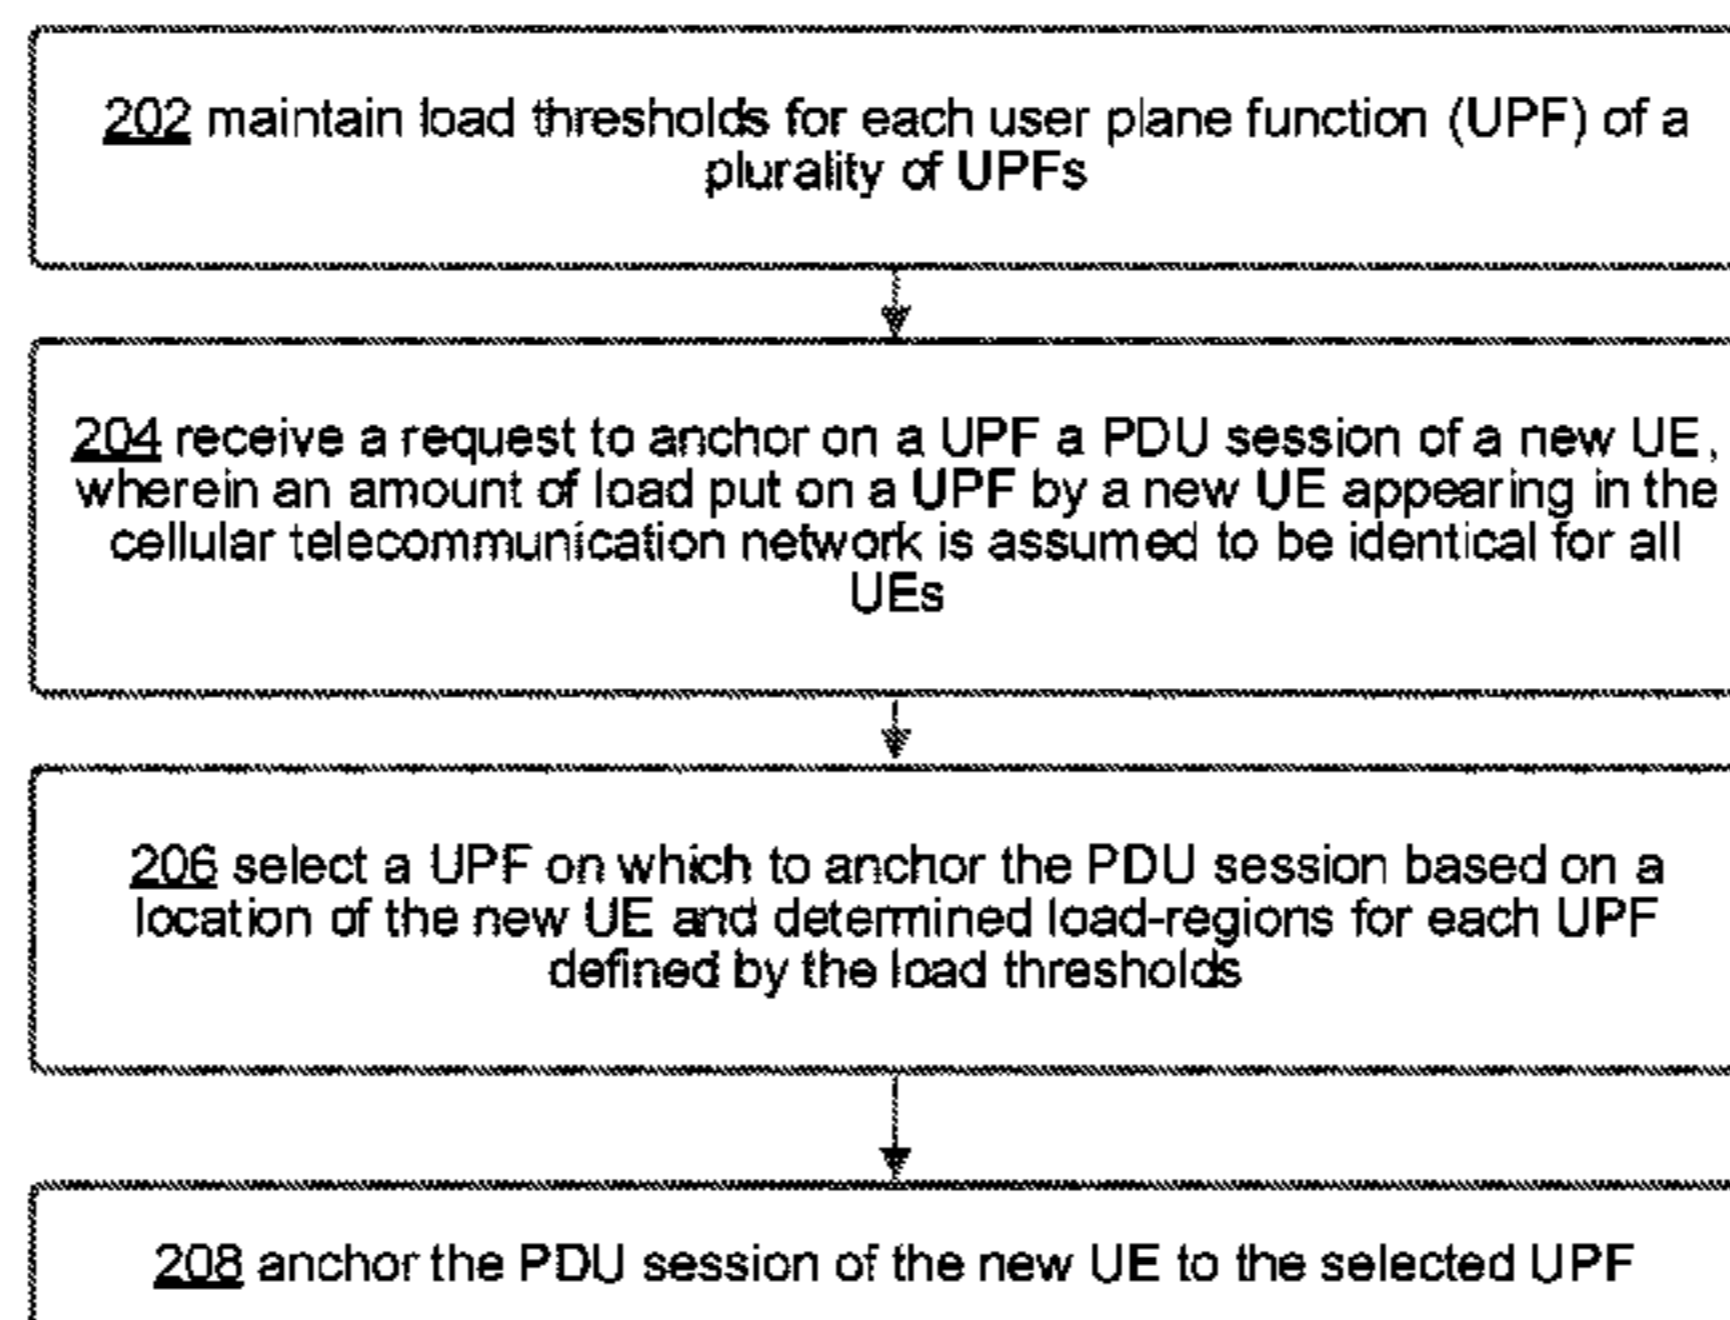 202 maintain load thresholds for each user plane function (UPF) of a
plurality of UPFs
204 receive a request to anchor on a UPF a PDU session of a new UE,
wherein an amount of load put on a UPF by a new UE appearing in the
cellular telecommunication network is assumed to be identical for all
UEs
206 select a UPF on which to anchor the PDU session based on a
location of the new UE and determined load-regions for each UPF
defined by the load thresholds
208 anchor the PDU session of the new UE to the selected UPF